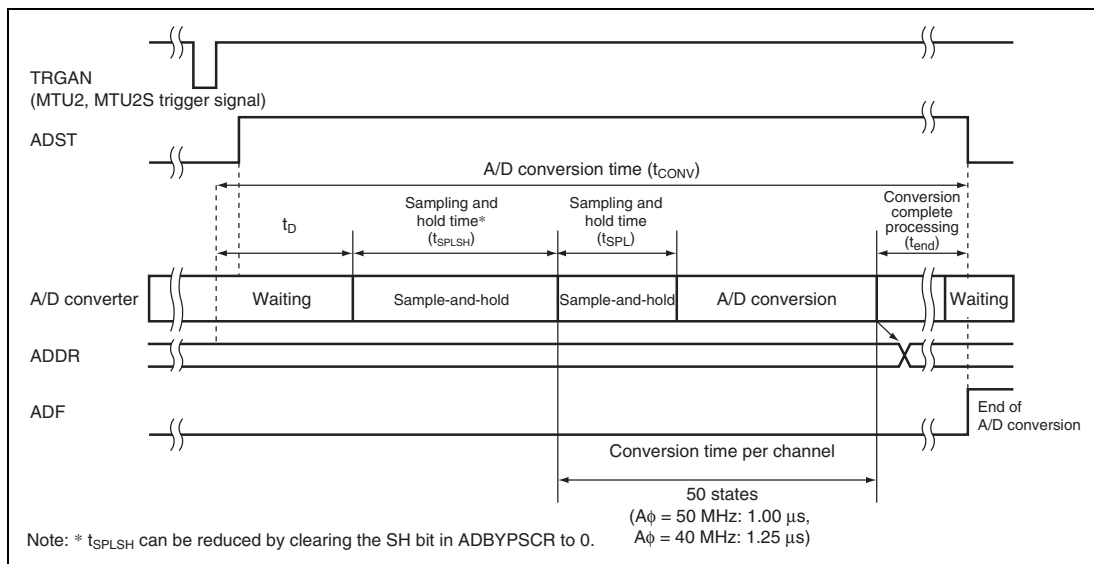 TRGAN
(MTU2, MTU2S trigger signal)
ADST
A/D conversion time (tCONV)
tD
Sampling and
hold time*
(tSPLSH)
Sampling and
hold time
(tSPL)
Conversion
complete
processing
(tend)
A/D converter
Waiting
Sample-and-hold
Sample-and-hold
A/D conversion
Waiting
ADDR
ADF
End of
A/D conversion
Conversion time per channel
50 states
(Aφ = 50 MHz: 1.00 μs,
Aφ = 40 MHz: 1.25 μs)
Note: * tSPLSH can be reduced by clearing the SH bit in ADBYPSCR to 0.